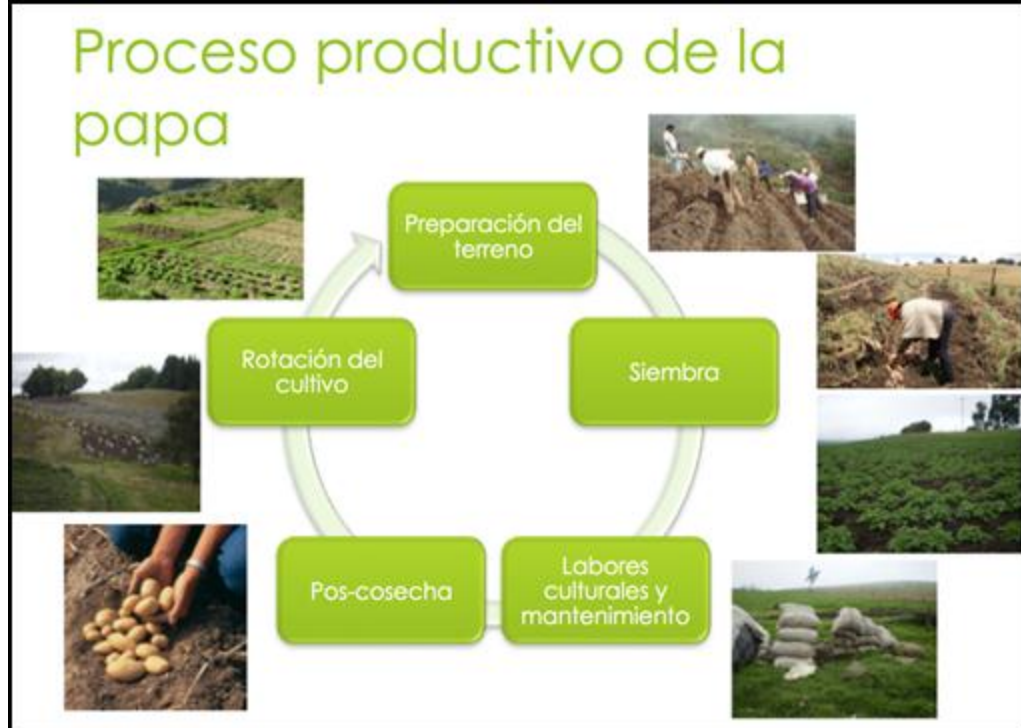 Proceso productivo de la
papa
Preparación del
terreno
Siembra
Labores
culturales y
mantenimiento
Pos-cosecha
Rotación del
cultivo